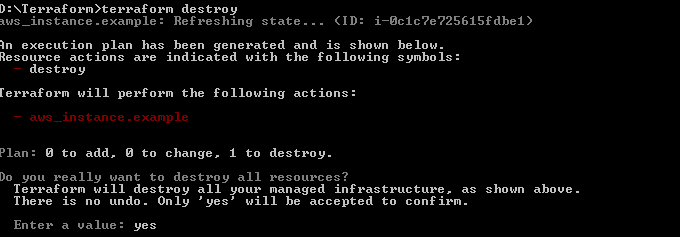 D:\Terraform>terraform destroy
aws_instance.example: Refreshing state... (ID: i-0c1c7e725615fdbe1)
An execution plan has been generated and is shown below.
Resource actions are indicated with the following symbols:
- destroy
Terraform will perform the following actions:
- aws_instance.example
Plan: 0 to add, 0 to change, 1 to destroy.
Do you really want to destroy all resources?
Terraform will destroy all your managed infrastructure, as shown above.
There is no undo. Only 'yes' will be accepted to confirm.
Enter a value: yes